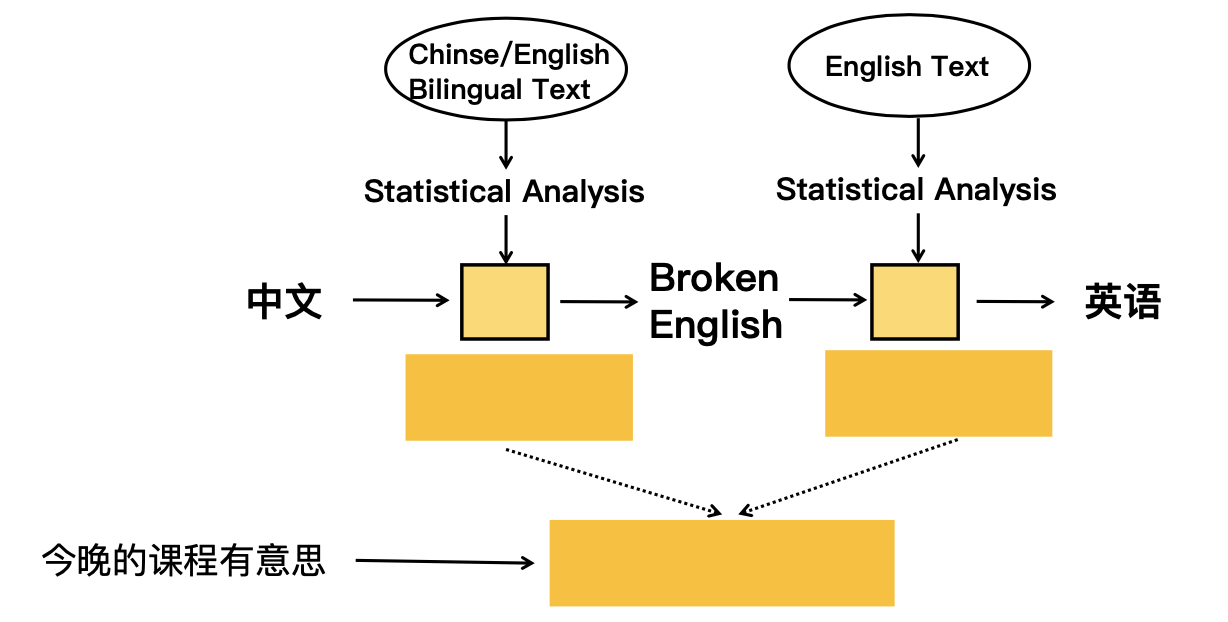 Chinse/English
Bilingual Text
English Text
Statistical Analysis
Statistical Analysis
中文
Broken
English
英语
今晚的课程有意思